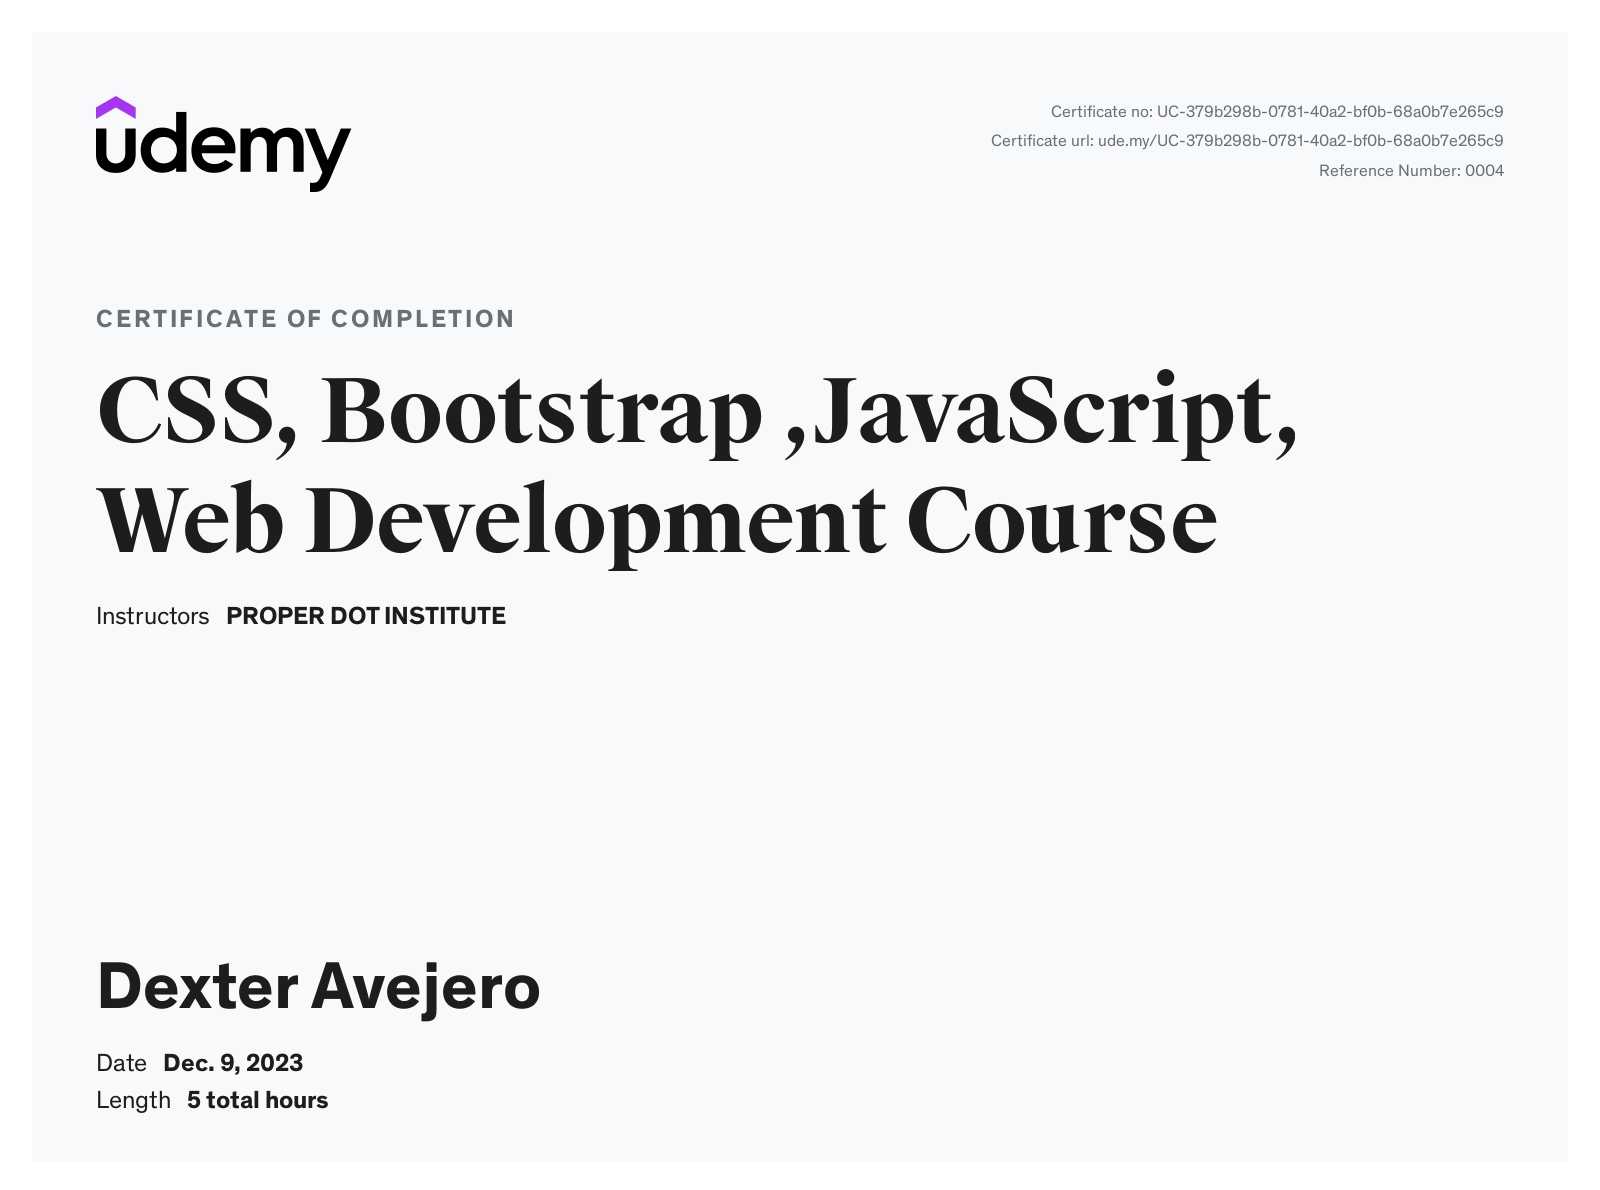 udemy
Certificate no: UC-379b298b-0781-40a2-bf0b-68a0b7e265c9
Certificate url: ude.my/UC-379b298b-0781-40a2-bf0b-68a0b7e265c9
Reference Number: 0004
CERTIFICATE OF COMPLETION
CSS, Bootstrap ,JavaScript,
Web Development Course
Instructors PROPER DOT INSTITUTE
Dexter Avejero
Date Dec. 9, 2023
Length 5 total hours